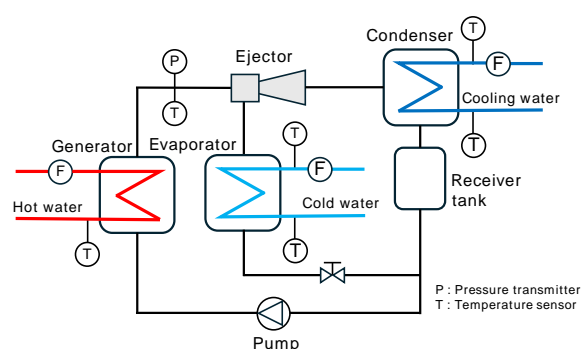 T
Condenser
F
P
Ejector
Cooling water
T
T
Generator
Evaporator
T
F
F
Receiver
tank
Hot water
Cold water
T
T
P : Pressure transmitter
T : Temperature sensor
Pump